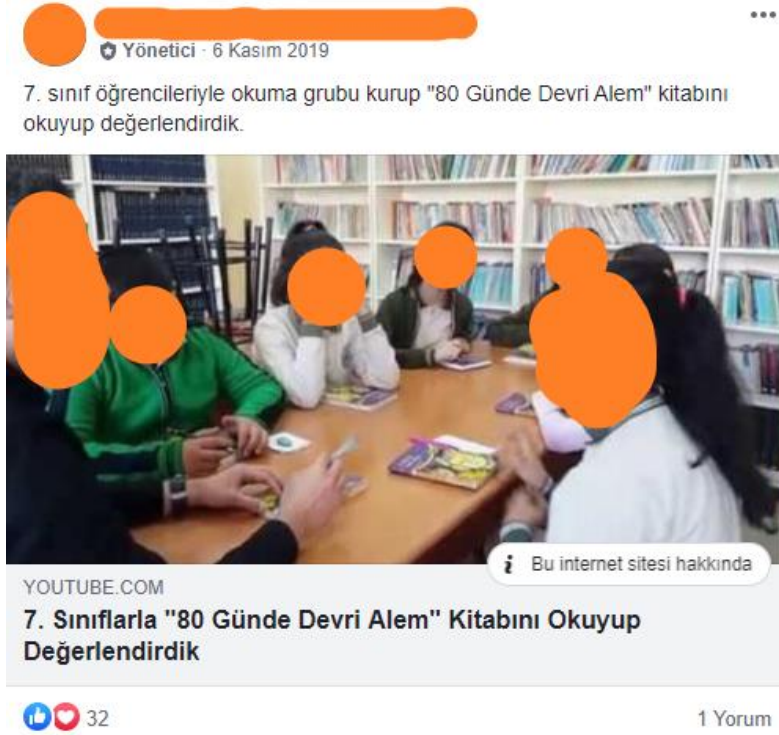 Yönetici · 6 Kasım 2019
7. sınıf öğrencileriyle okuma grubu kurup "80 Günde Devri Alem" kitabını
okuyup değerlendirdik.
i Bu internet sitesi hakkında
YOUTUBE.COM
7. Sınıflarla "80 Günde Devri Alem" Kitabını Okuyup
Değerlendirdik
32
1 Yorum